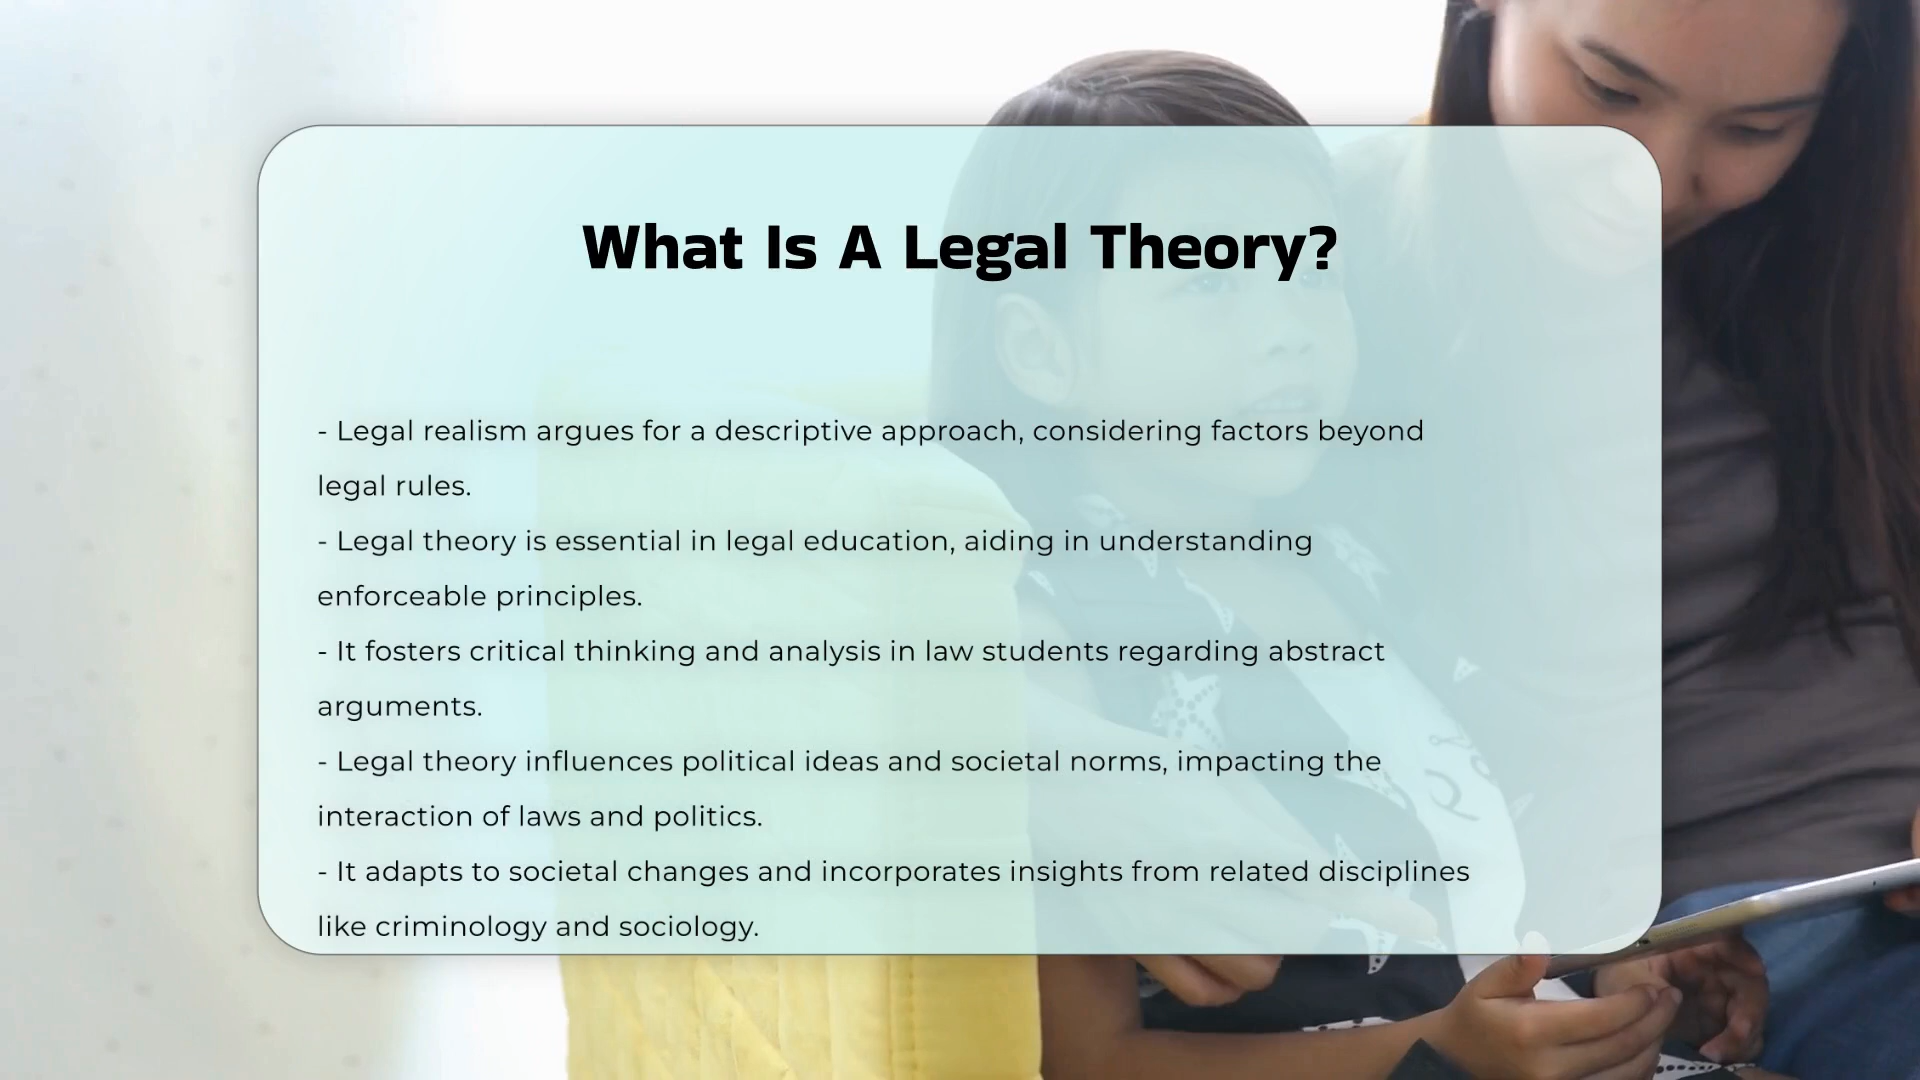 What Is A Legal Theory?
- Legal realism argues for a descriptive approach, considering factors beyond
legal rules.
- Legal theory is essential in legal education, aiding in understanding
enforceable principles.
- It fosters critical thinking and analysis in law students regarding abstract
arguments.
- Legal theory influences political ideas and societal norms, impacting the
interaction of laws and politics.
- It adapts to societal changes and incorporates insights from related disciplines
like criminology and sociology.